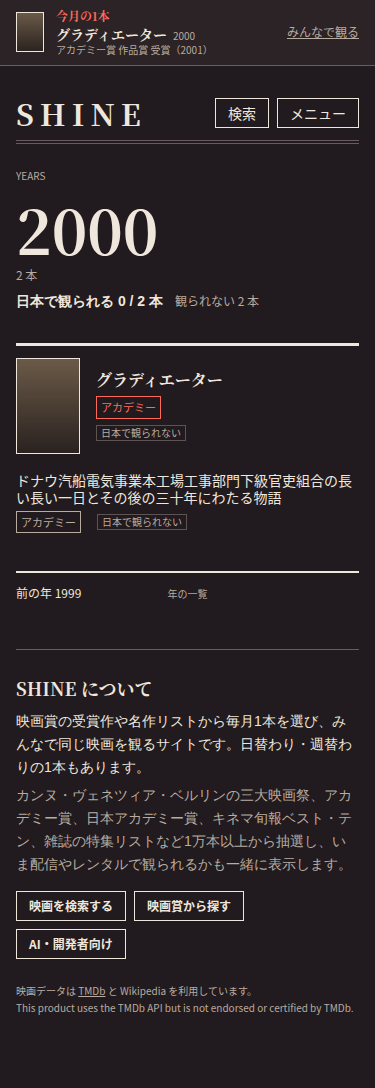 今月の1本
グラディエーター 2000
アカデミー賞 作品賞 受賞（2001）
みんなで観る
SHINE
検索
メニュー
YEARS
2000
2 本
日本で観られる 0 / 2 本 観られない 2 本
グラディエーター
アカデミー
日本で観られない
ドナウ汽船電気事業本工場工事部門下級官吏組合の長
い長い一日とその後の三十年にわたる物語
アカデミー 日本で観られない
前の年 1999 年の一覧
SHINE について
映画賞の受賞作や名作リストから毎月1本を選び、み
んなで同じ映画を観るサイトです。日替わり・週替わ
りの1本もあります。
カンヌ・ヴェネツィア・ベルリンの三大映画祭、アカ
デミー賞、日本アカデミー賞、キネマ旬報ベスト・テ
ン、雑誌の特集リストなど1万本以上から抽選し、い
ま配信やレンタルで観られるかも一緒に表示します。
映画を検索する 映画賞から探す
AI・開発者向け
映画データは TMDb と Wikipedia を利用しています。
This product uses the TMDb API but is not endorsed or certified by TMDb.